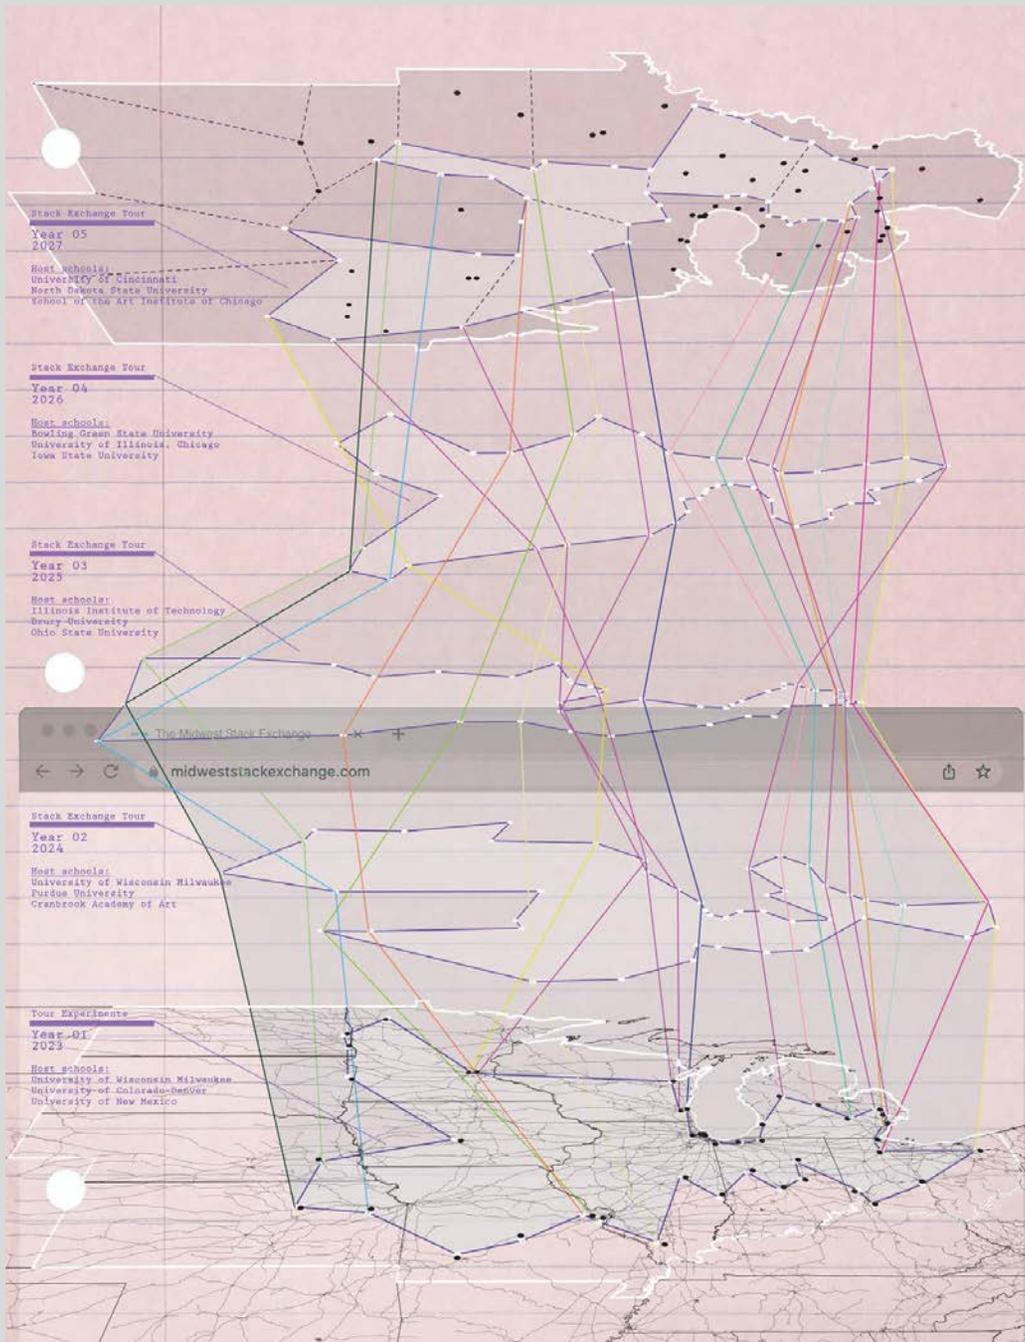 Stack Exchange Tour
Year 05
2027
Host schools:
University of Cincinnati
North Dakota State University
School of the Art Institute of Chicago
Stack Exchange Tour
Year 04
2026
Host schools:
Bowling Green State University
University of Illinois, Chicago
Iowa State University
Stack Exchange Tour
Year 03
2025
Host schools:
Illinois Institute of Technology
Drury University
Ohio State University
The Midwest Stack Exchange
midweststackexchange.com
Stack Exchange Tour
Year 02
2024
Host schools:
University of Wisconsin Milwaukee
Purdue University
Cranbrook Academy of Art
Tour Experiments
Year 01
2023
Host schools:
University of Wisconsin Milwaukee
University of Colorado-Denver
University of New Mexico